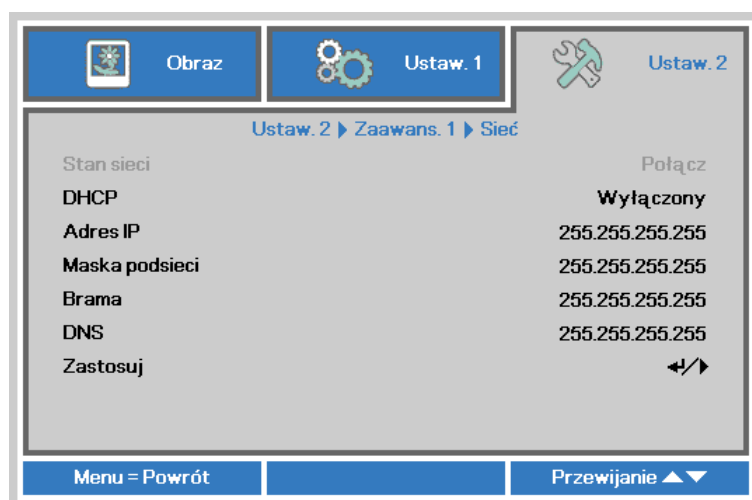 Obraz Ustaw. 1 Ustaw. 2
Ustaw. 2 Zaawans. 1 Sieć
Stan sieci Połącz
DHCP Wyłączony
Adres IP 255.255.255.255
Maska podsieci 255.255.255.255
Brama 255.255.255.255
DNS 255.255.255.255
Zastosuj
Menu = Powrót Przewijanie